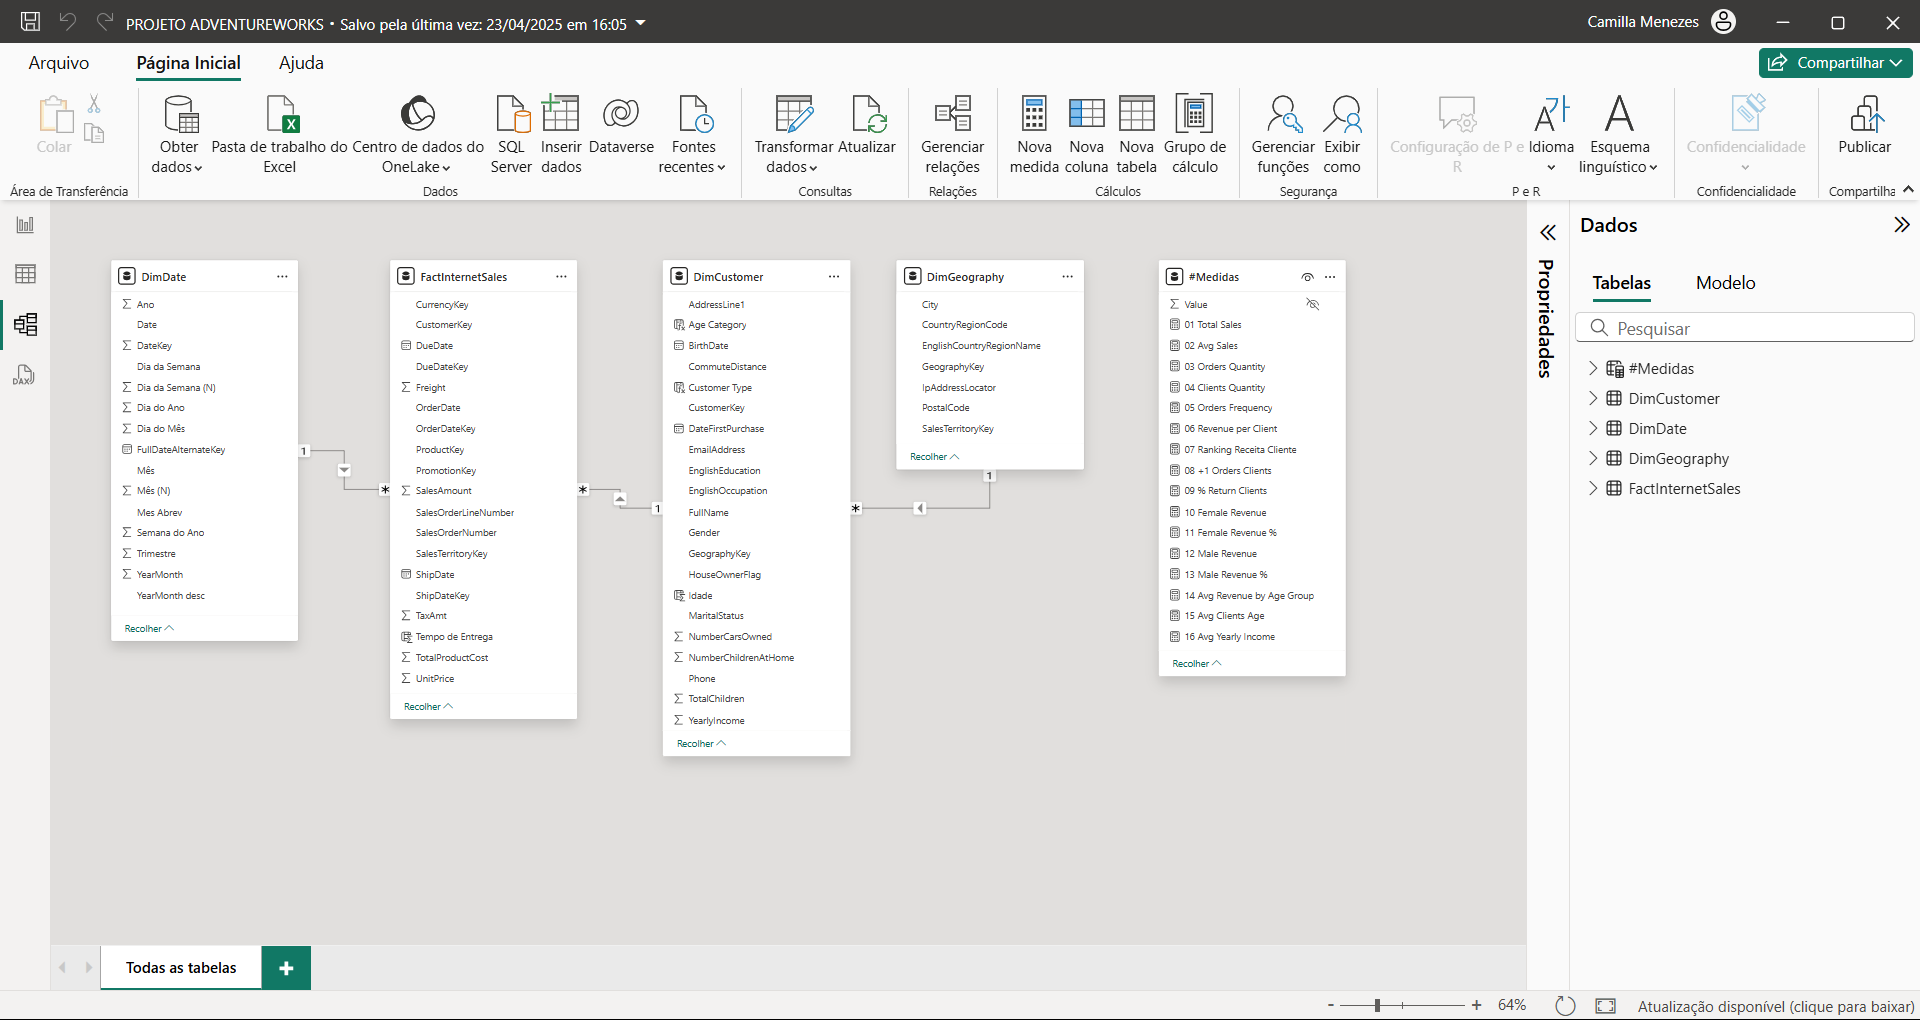 PROJETO ADVENTUREWORKS • Salvo pela última vez: 23/04/2025 em 16:05
Camilla Menezes
Arquivo
Página Inicial
Ajuda
Compartilhar
Colar
Obter dados
Pasta de trabalho do Excel
Centro de dados do OneLake
SQL Server
Inserir dados
Dataverse
Fontes recentes
Transformar dados
Atualizar
Gerenciar relações
Nova medida
Nova coluna
Nova tabela
Grupo de cálculo
Gerenciar funções
Exibir como
Configuração de P e R
Idioma
Esquema linguístico
Confidencialidade
Publicar
Área de Transferência
Dados
Consultas
Relações
Cálculos
Segurança
P e R
Confidencialidade
Compartilha
DimDate
Ano
Date
DateKey
Dia da Semana
Dia da Semana (N)
Dia do Ano
Dia do Mês
FullDateAlternateKey
Mês
Mês (N)
Mes Abrev
Semana do Ano
Trimestre
YearMonth
YearMonth desc
Recolher
1
*
FactInternetSales
CurrencyKey
CustomerKey
DueDate
DueDateKey
Freight
OrderDate
OrderDateKey
ProductKey
PromotionKey
SalesAmount
SalesOrderLineNumber
SalesOrderNumber
SalesTerritoryKey
ShipDate
ShipDateKey
TaxAmt
Tempo de Entrega
TotalProductCost
UnitPrice
Recolher
*
1
DimCustomer
AddressLine1
Age Category
BirthDate
CommuteDistance
Customer Type
CustomerKey
DateFirstPurchase
EmailAddress
EnglishEducation
EnglishOccupation
FullName
Gender
GeographyKey
HouseOwnerFlag
Idade
MaritalStatus
NumberCarsOwned
NumberChildrenAtHome
Phone
TotalChildren
YearlyIncome
Recolher
*
1
DimGeography
City
CountryRegionCode
EnglishCountryRegionName
GeographyKey
IpAddressLocator
PostalCode
SalesTerritoryKey
Recolher
#Medidas
Value
01 Total Sales
02 Avg Sales
03 Orders Quantity
04 Clients Quantity
05 Orders Frequency
06 Revenue per Client
07 Ranking Receita Cliente
08 +1 Orders Clients
09 % Return Clients
10 Female Revenue
11 Female Revenue %
12 Male Revenue
13 Male Revenue %
14 Avg Revenue by Age Group
15 Avg Clients Age
16 Avg Yearly Income
Recolher
Propriedades
Dados
Tabelas
Modelo
Pesquisar
#Medidas
DimCustomer
DimDate
DimGeography
FactInternetSales
DAX
Todas as tabelas
+
- + 64%
Atualização disponível (clique para baixar)